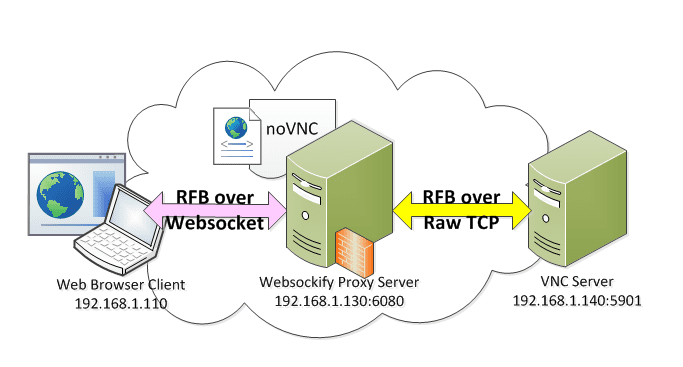 noVNC
RFB over
Websocket
RFB over
Raw TCP
Web Browser Client
192.168.1.110
Websockify Proxy Server
192.168.1.130:6080
VNC Server
192.168.1.140:5901